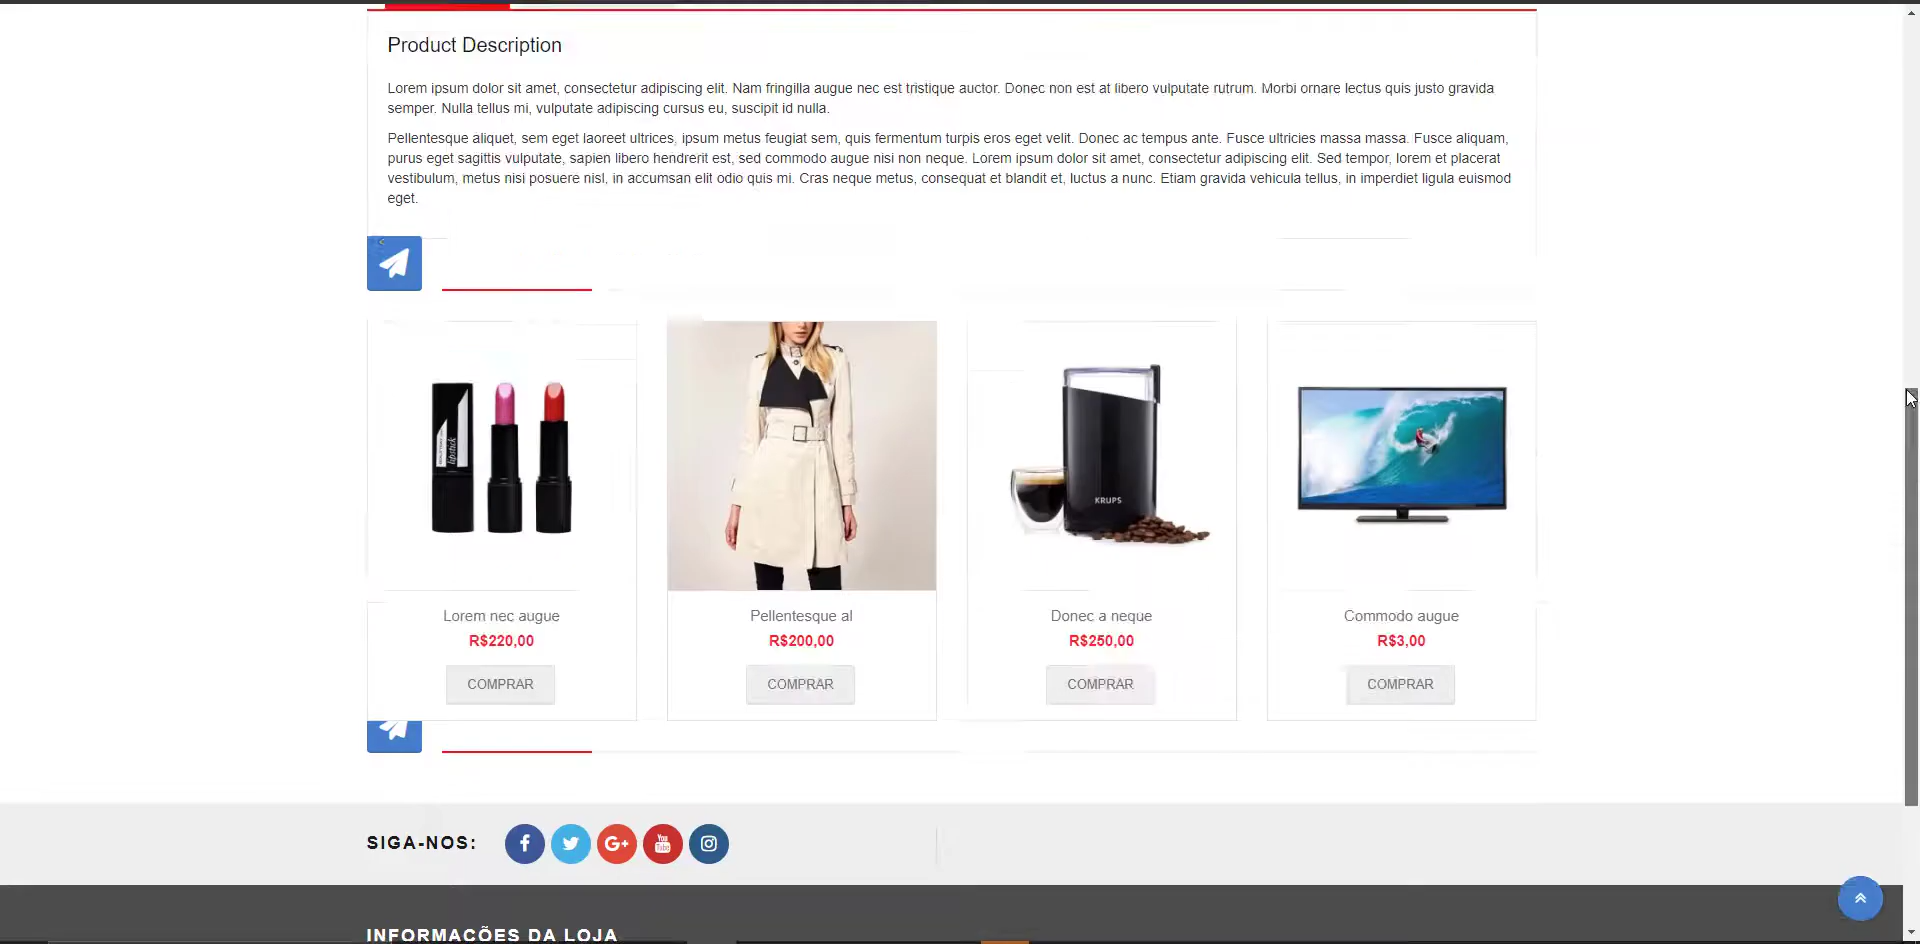 Product Description
Lorem ipsum dolor sit amet, consectetur adipiscing elit. Nam fringilla augue nec est tristique auctor. Donec non est at libero vulputate rutrum. Morbi ornare lectus quis justo gravida
semper. Nulla tellus mi, vulputate adipiscing cursus eu, suscipit id nulla.
Pellentesque aliquet, sem eget laoreet ultrices, ipsum metus feugiat sem, quis fermentum turpis eros eget velit. Donec ac tempus ante. Fusce ultricies massa massa. Fusce aliquam,
purus eget sagittis vulputate, sapien libero hendrerit est, sed commodo augue nisi non neque. Lorem ipsum dolor sit amet, consectetur adipiscing elit. Sed tempor, lorem et placerat
vestibulum, metus nisi posuere nisl, in accumsan elit odio quis mi. Cras neque metus, consequat et blandit et, luctus a nunc. Etiam gravida vehicula tellus, in imperdiet ligula euismod
eget.
lipstick
KRUPS
Lorem nec augue
R$220,00
COMPRAR
Pellentesque al
R$200,00
COMPRAR
Donec a neque
R$250,00
COMPRAR
Commodo augue
R$3,00
COMPRAR
SIGA-NOS:
You
Tube
INFORMAÇÕES DA LOJA